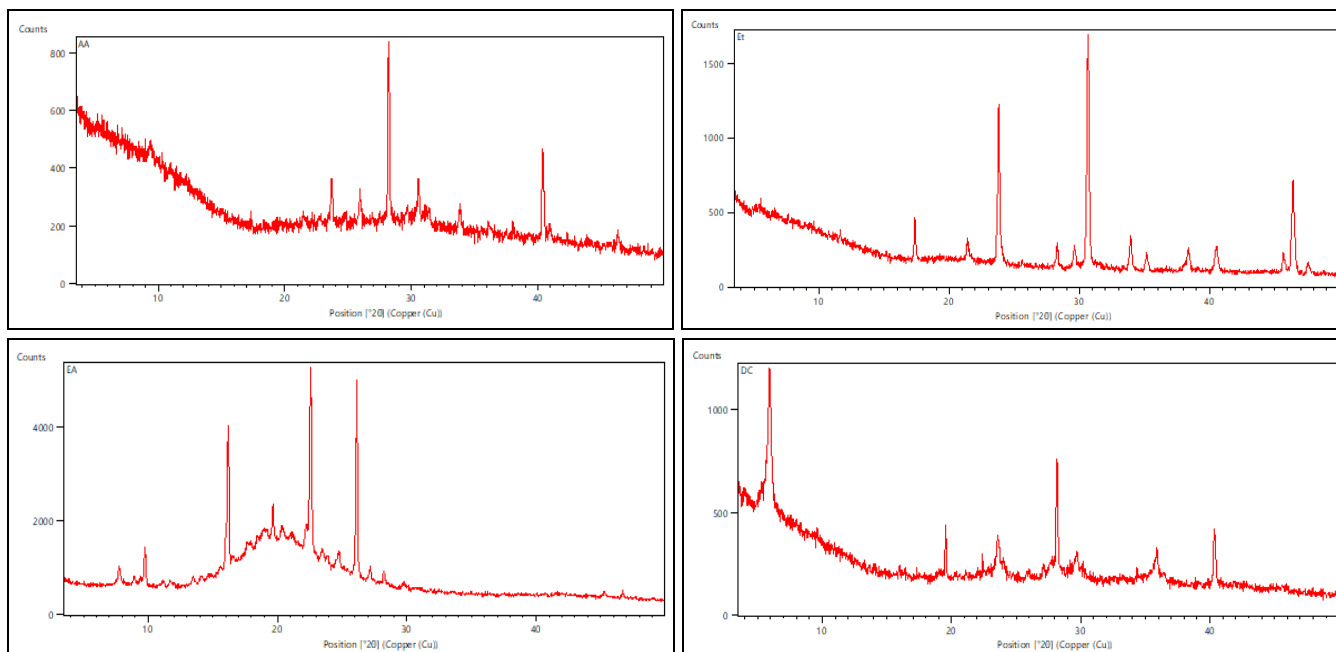 Counts
AA
800
600
400
200
0
10 20 30 40
Position [°2θ] (Copper (Cu))
Counts
Et
1500
1000
500
0
10 20 30 40
Position [°2θ] (Copper (Cu))
Counts
EA
4000
2000
0
10 20 30 40
Position [°2θ] (Copper (Cu))
Counts
DC
1000
500
0
10 20 30 40
Position [°2θ] (Copper (Cu))